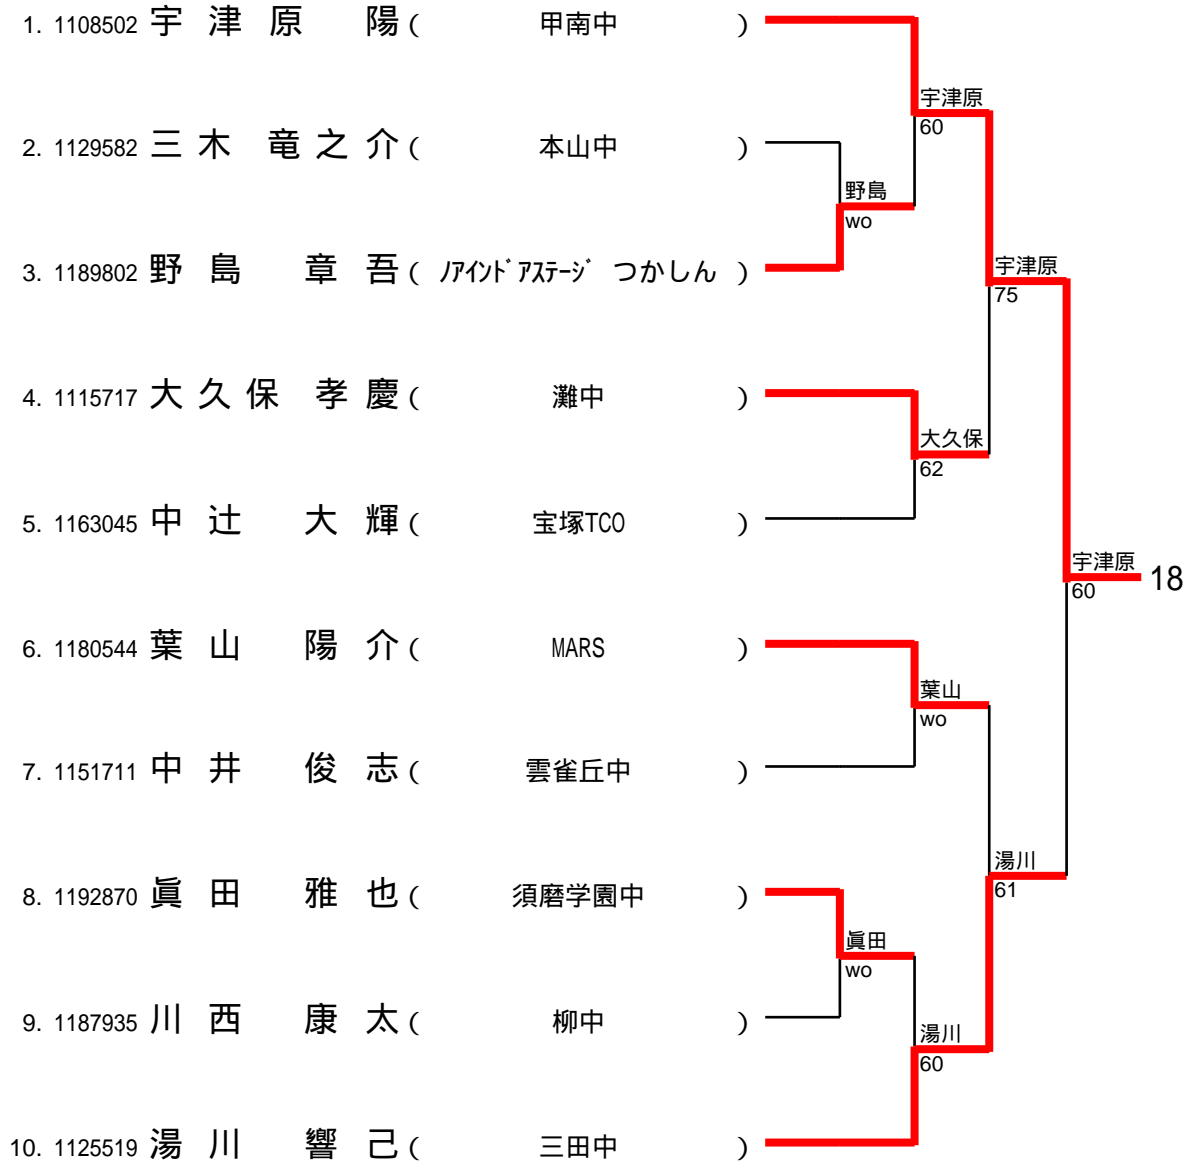 1. 1108502 宇津原 陽 ( 甲南中 )
宇津原
60
2. 1129582 三木 竜之介 ( 本山中 )
野島
wo
3. 1189802 野島 章吾 ( ﾉｱｲﾝﾄﾞｱｽﾃｰｼﾞ つかしん )
宇津原
75
4. 1115717 大久保 孝慶 ( 灘中 )
大久保
62
5. 1163045 中辻 大輝 ( 宝塚TCO )
宇津原
60
18
6. 1180544 葉山 陽介 ( MARS )
葉山
wo
7. 1151711 中井 俊志 ( 雲雀丘中 )
湯川
61
8. 1192870 眞田 雅也 ( 須磨学園中 )
眞田
wo
9. 1187935 川西 康太 ( 柳中 )
湯川
60
10. 1125519 湯川 響己 ( 三田中 )